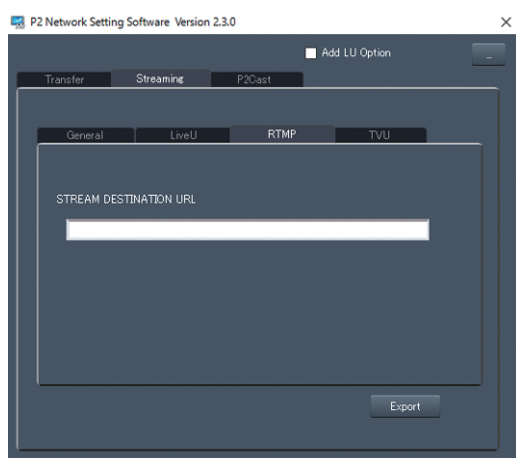 P2 Network Setting Software Version 2.3.0
Add LU Option
...
Transfer Streaming P2Cast
General LiveU RTMP TVU
STREAM DESTINATION URL
Export